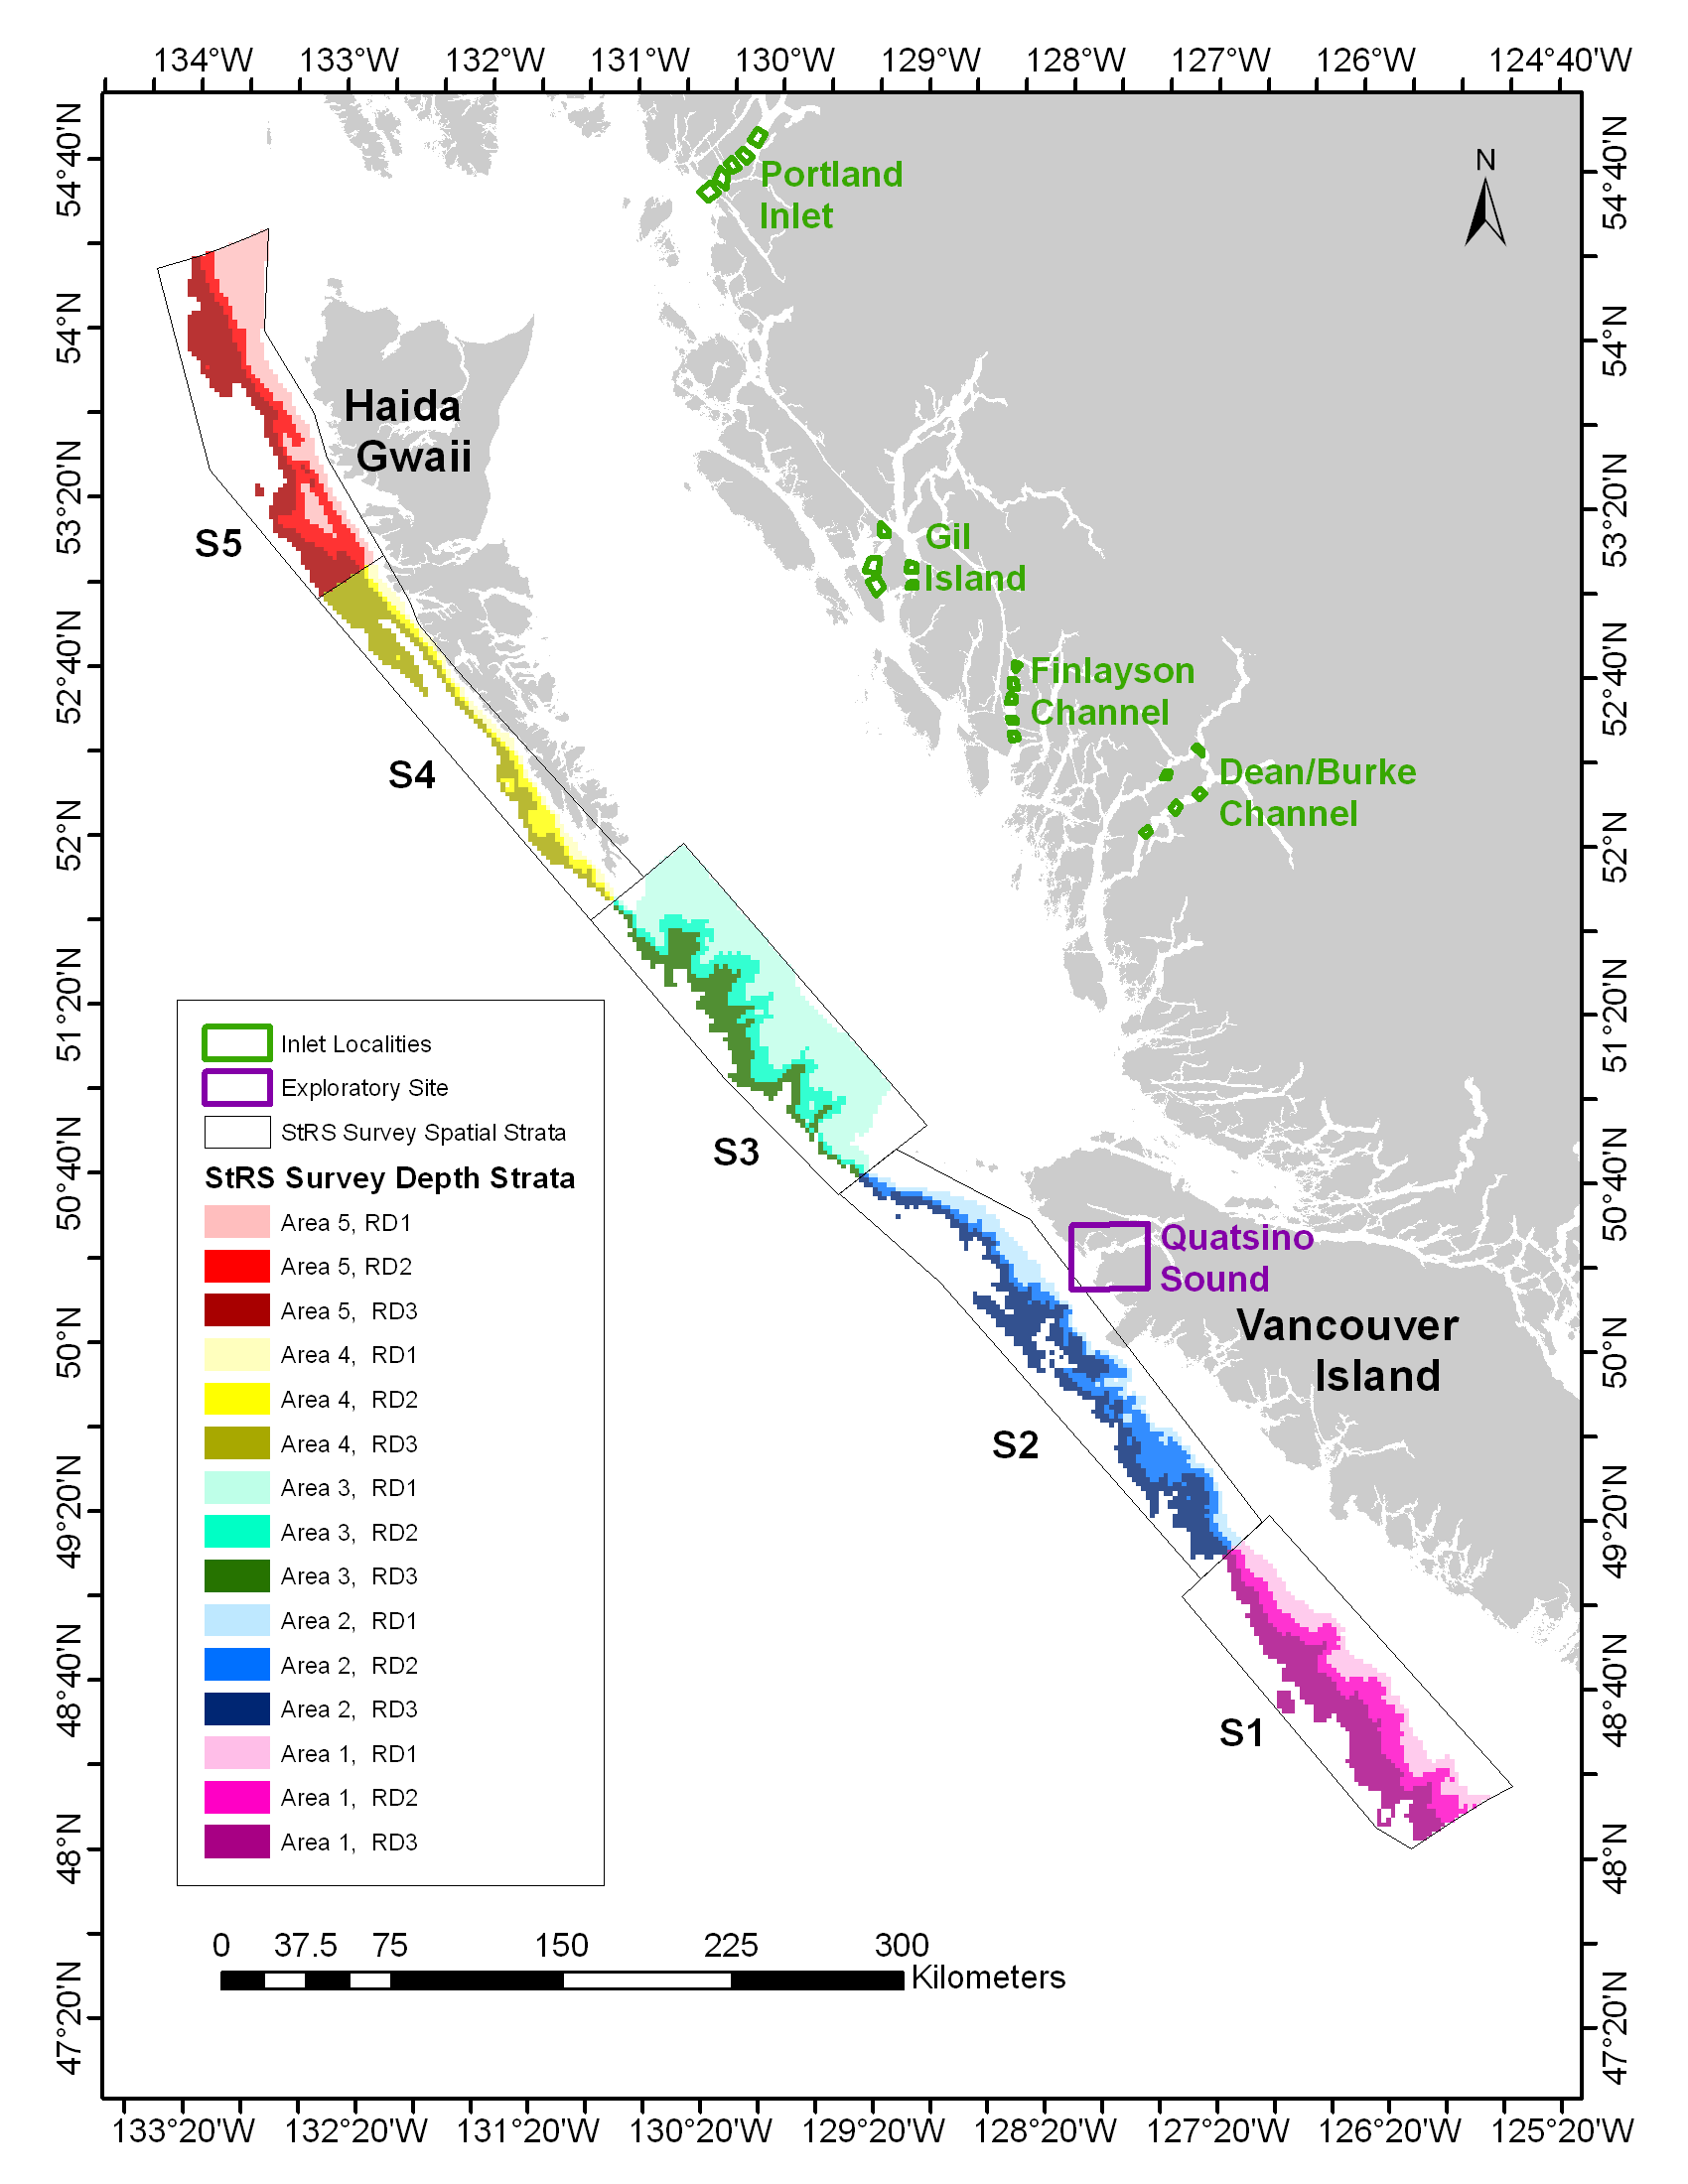 134°W 133°W 132°W 131°W 130°W 129°W 128°W 127°W 126°W 124°40'W
54°40'N
54°N
53°20'N
52°40'N
52°N
51°20'N
50°40'N
50°N
49°20'N
48°40'N
48°N
47°20'N
54°40'N
54°N
53°20'N
52°40'N
52°N
51°20'N
50°40'N
50°N
49°20'N
48°40'N
48°N
47°20'N
N
Portland
Inlet
Haida
Gwaii
Gil
Island
S5
Finlayson
Channel
S4
Dean/Burke
Channel
S3
Quatsino
Sound
Vancouver
Island
S2
S1
Inlet Localities
Exploratory Site
StRS Survey Spatial Strata
StRS Survey Depth Strata
Area 5, RD1
Area 5, RD2
Area 5, RD3
Area 4, RD1
Area 4, RD2
Area 4, RD3
Area 3, RD1
Area 3, RD2
Area 3, RD3
Area 2, RD1
Area 2, RD2
Area 2, RD3
Area 1, RD1
Area 1, RD2
Area 1, RD3
0 37.5 75 150 225 300
Kilometers
133°20'W 132°20'W 131°20'W 130°20'W 129°20'W 128°20'W 127°20'W 126°20'W 125°20'W